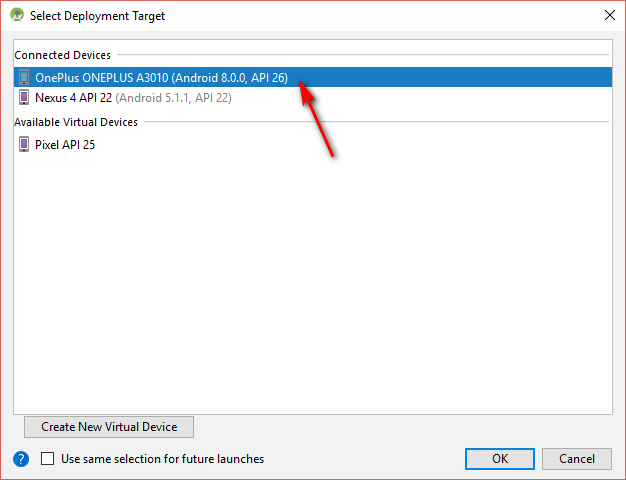 Select Deployment Target
Connected Devices
OnePlus ONEPLUS A3010 (Android 8.0.0, API 26)
Nexus 4 API 22 (Android 5.1.1, API 22)
Available Virtual Devices
Pixel API 25
Create New Virtual Device
? Use same selection for future launches
OK Cancel